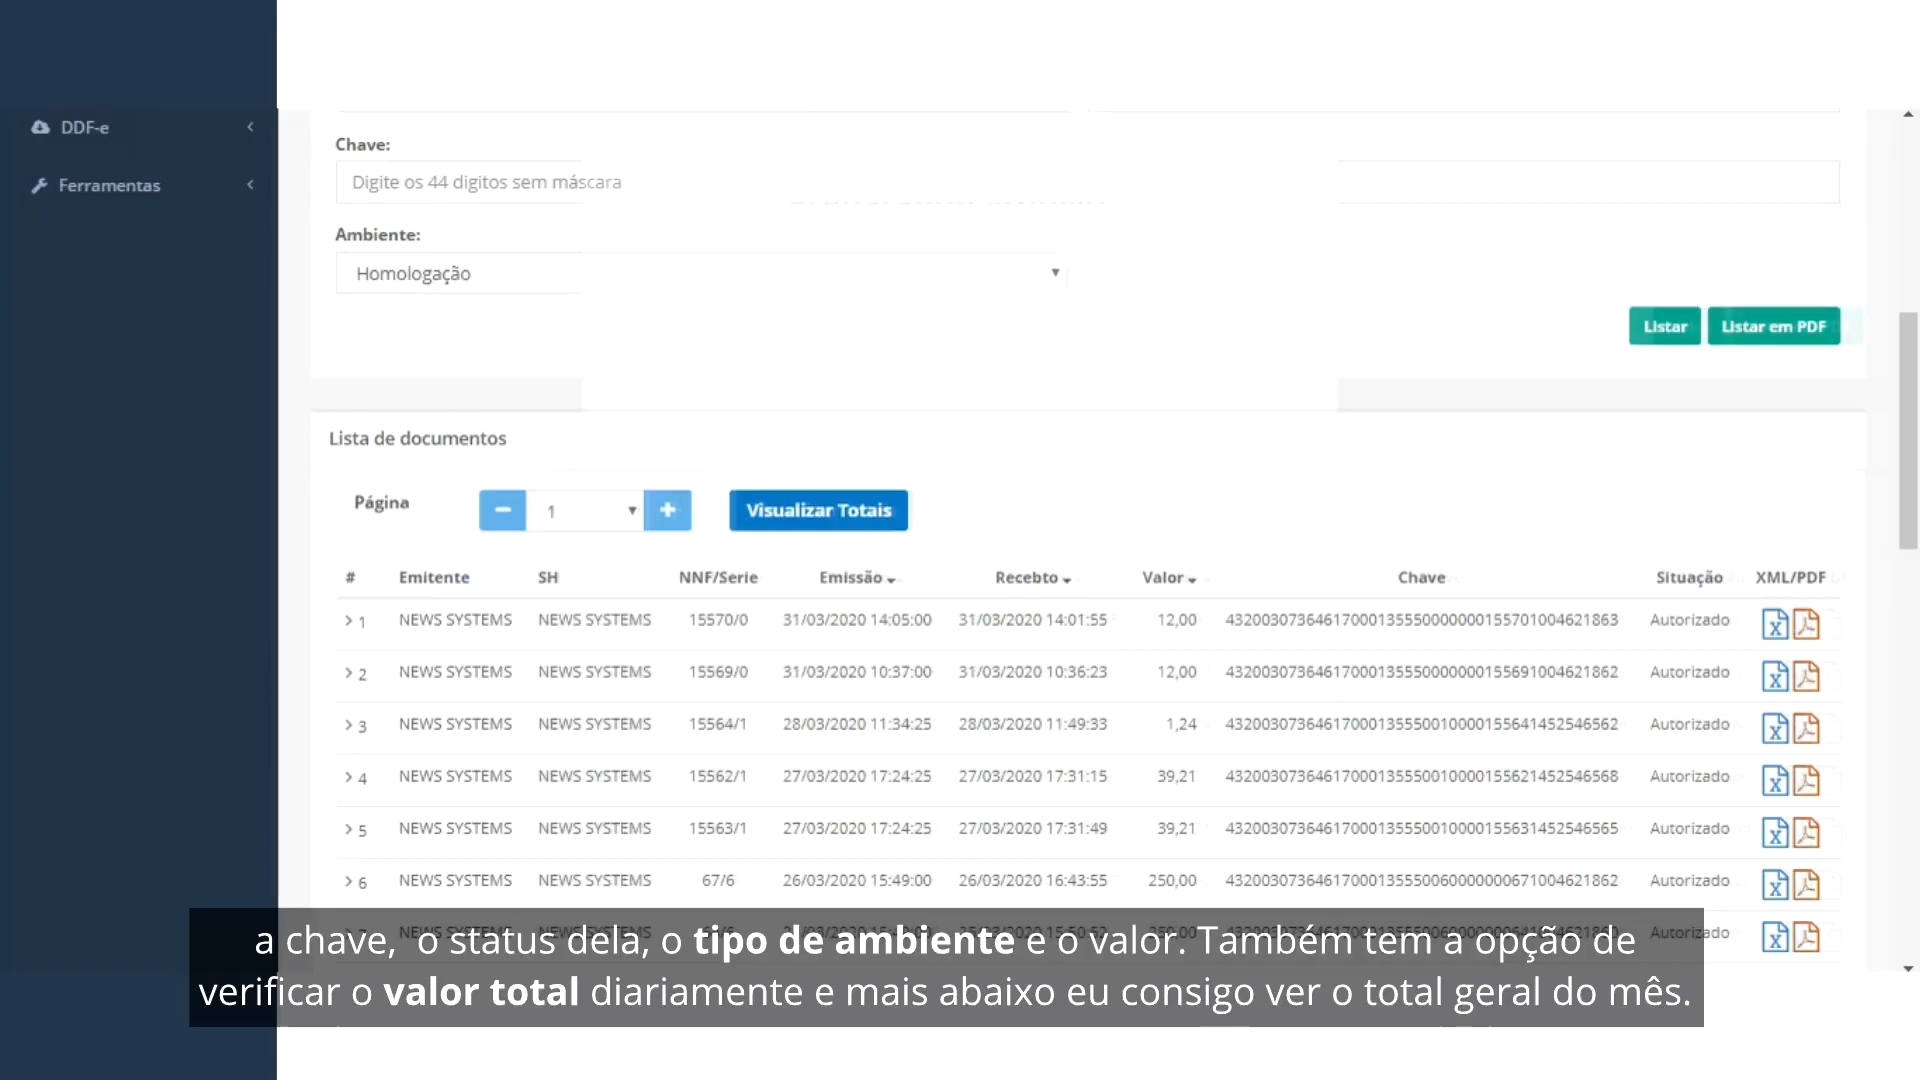 DDF-e
Ferramentas
Chave:
Digite os 44 digitos sem máscara
Ambiente:
Homologação
Listar Listar em PDF
Lista de documentos
Página 1 Visualizar Totais
# Emitente SH NNF/Serie Emissão Recebto Valor Chave Situação XML/PDF
1 NEWS SYSTEMS NEWS SYSTEMS 15570/0 31/03/2020 14:05:00 31/03/2020 14:01:55 12,00 43200307364617000135550000000155701004621863 Autorizado
2 NEWS SYSTEMS NEWS SYSTEMS 15569/0 31/03/2020 10:37:00 31/03/2020 10:36:23 12,00 43200307364617000135550000000155691004621862 Autorizado
3 NEWS SYSTEMS NEWS SYSTEMS 15564/1 28/03/2020 11:34:25 28/03/2020 11:49:33 1,24 43200307364617000135550010000155641452546562 Autorizado
4 NEWS SYSTEMS NEWS SYSTEMS 15562/1 27/03/2020 17:24:25 27/03/2020 17:31:15 39,21 43200307364617000135550010000155621452546568 Autorizado
5 NEWS SYSTEMS NEWS SYSTEMS 15563/1 27/03/2020 17:24:25 27/03/2020 17:31:49 39,21 43200307364617000135550010000155631452546565 Autorizado
6 NEWS SYSTEMS NEWS SYSTEMS 67/6 26/03/2020 15:49:00 26/03/2020 16:43:55 250,00 43200307364617000135550060000000671004621862 Autorizado
Autorizado
a chave, o status dela, o tipo de ambiente e o valor. Também tem a opção de
verificar o valor total diariamente e mais abaixo eu consigo ver o total geral do mês.